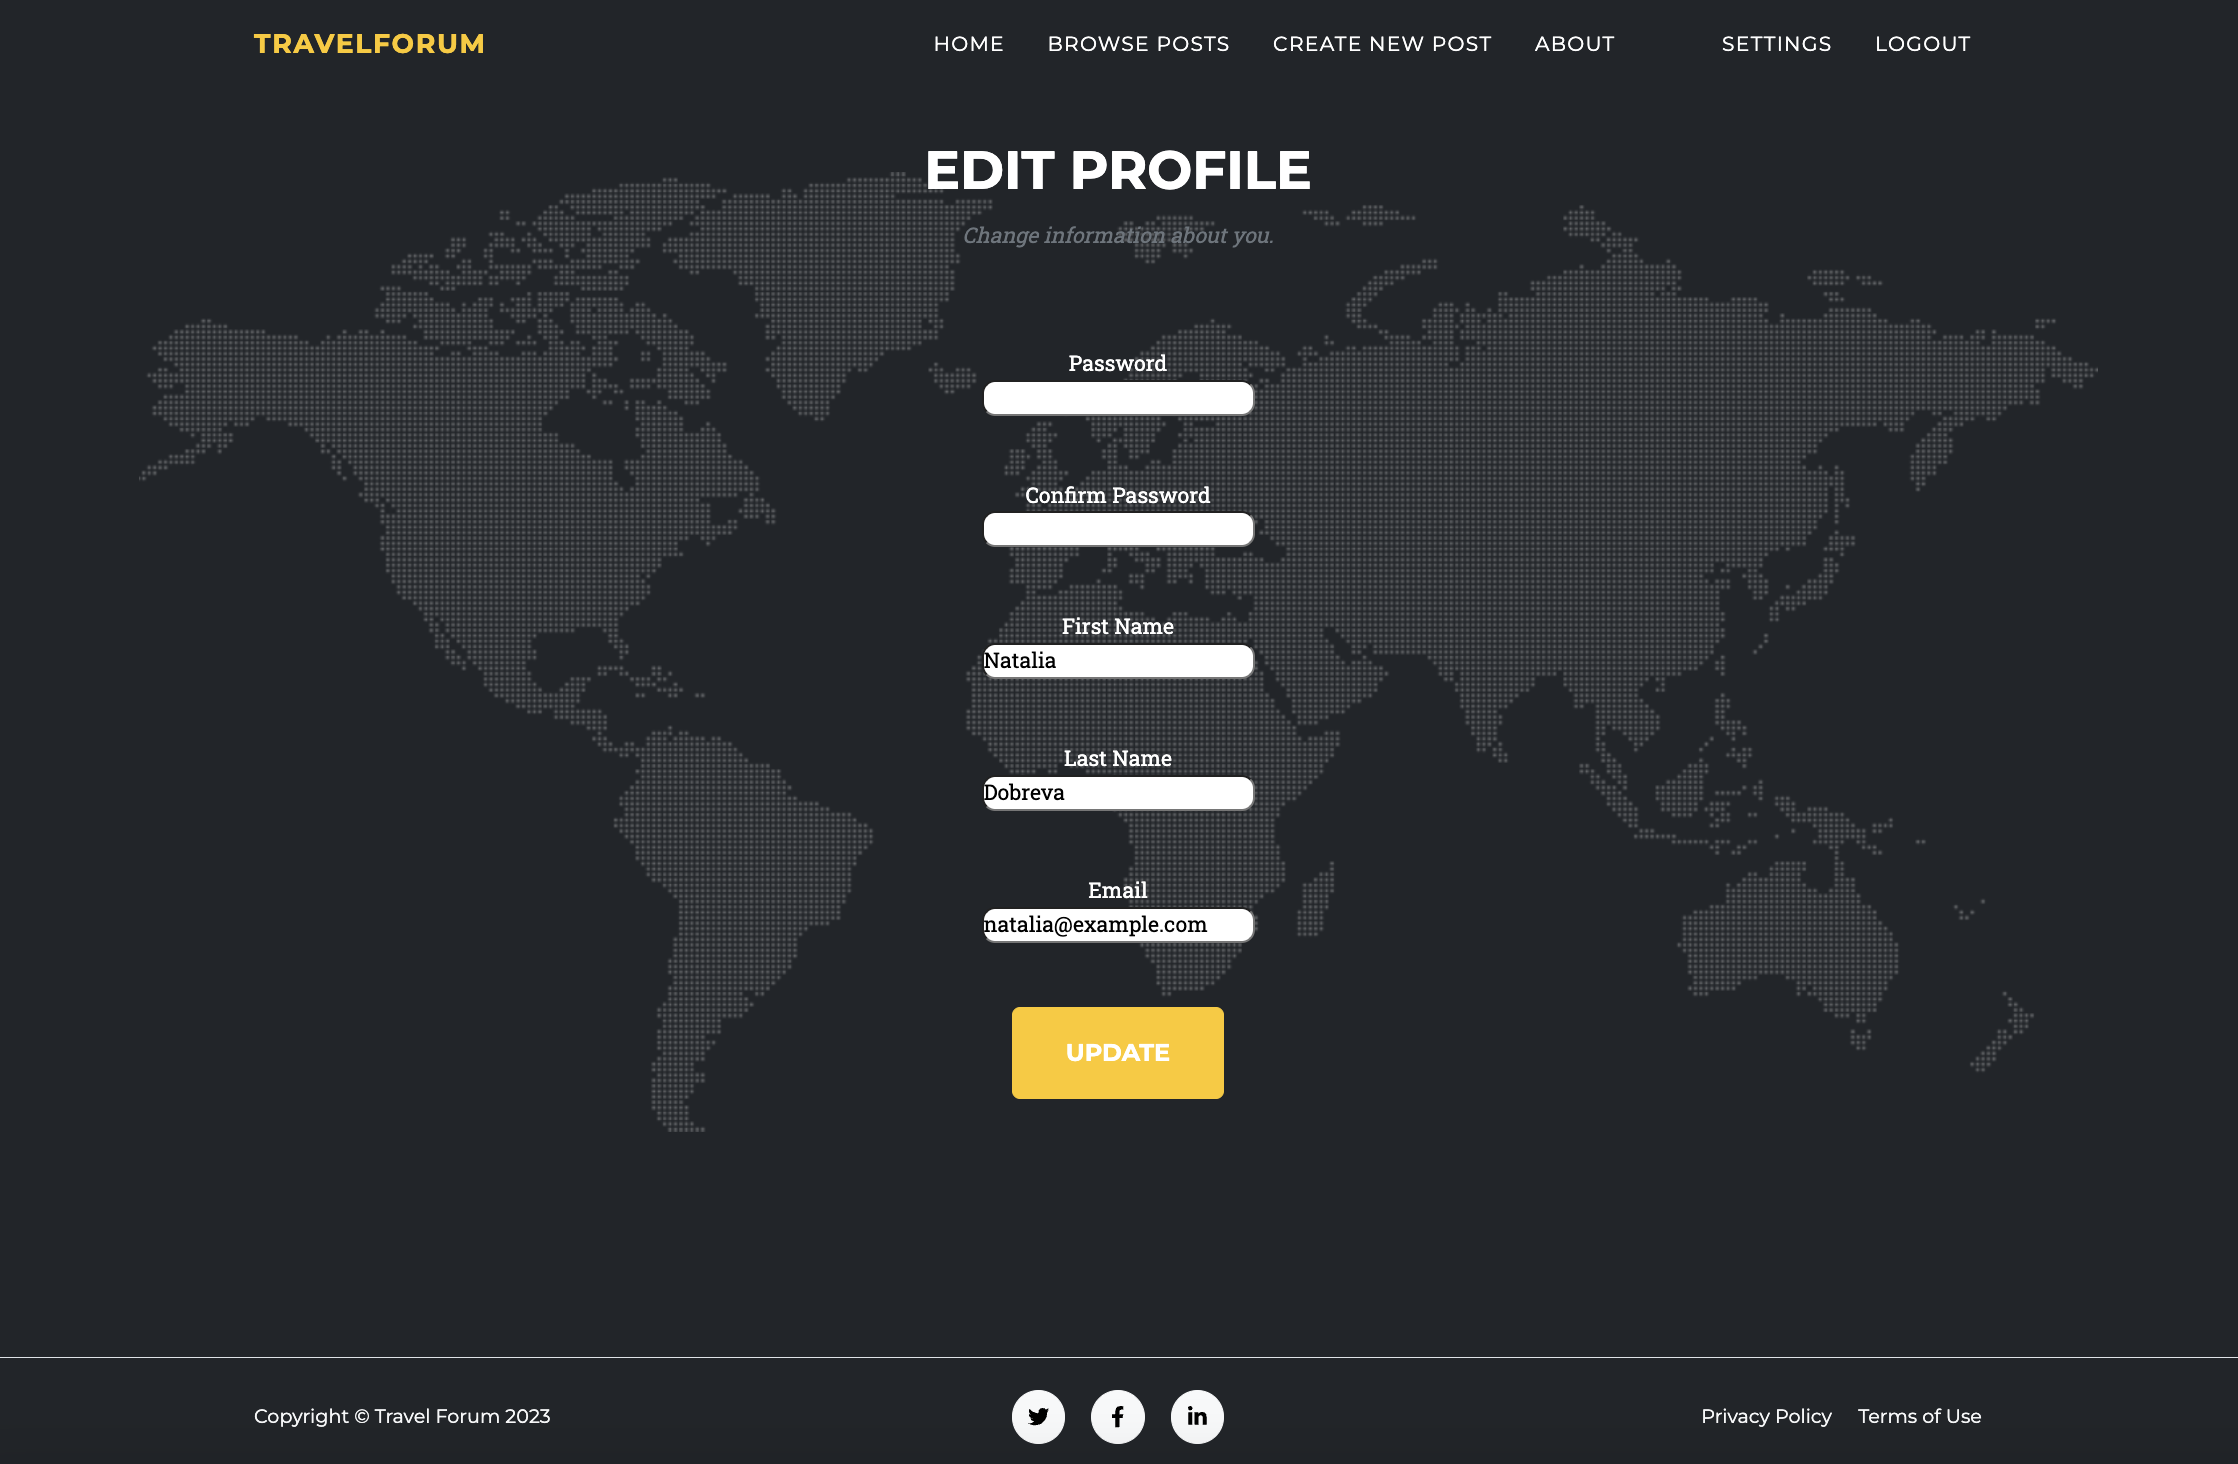 TRAVELFORUM HOME BROWSE POSTS CREATE NEW POST ABOUT SETTINGS LOGOUT
EDIT PROFILE
Change information about you.
Password
Confirm Password
First Name
Natalia
Last Name
Dobreva
Email
natalia@example.com
UPDATE
Copyright © Travel Forum 2023 Privacy Policy Terms of Use